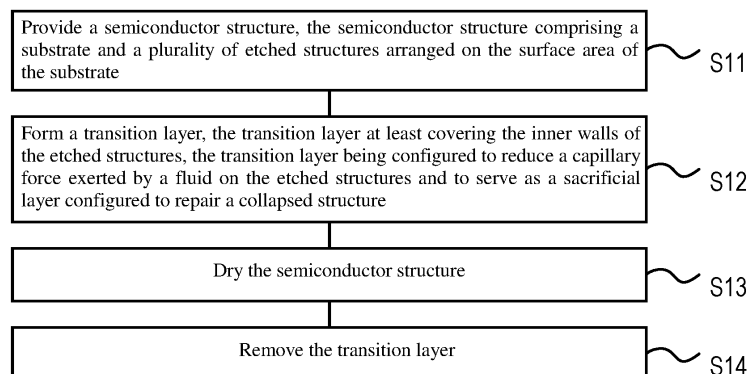 Provide a semiconductor structure, the semiconductor structure comprising a
substrate and a plurality of etched structures arranged on the surface area of
the substrate
S11
Form a transition layer, the transition layer at least covering the inner walls of
the etched structures, the transition layer being configured to reduce a capillary
force exerted by a fluid on the etched structures and to serve as a sacrificial
layer configured to repair a collapsed structure
S12
Dry the semiconductor structure
S13
Remove the transition layer
S14